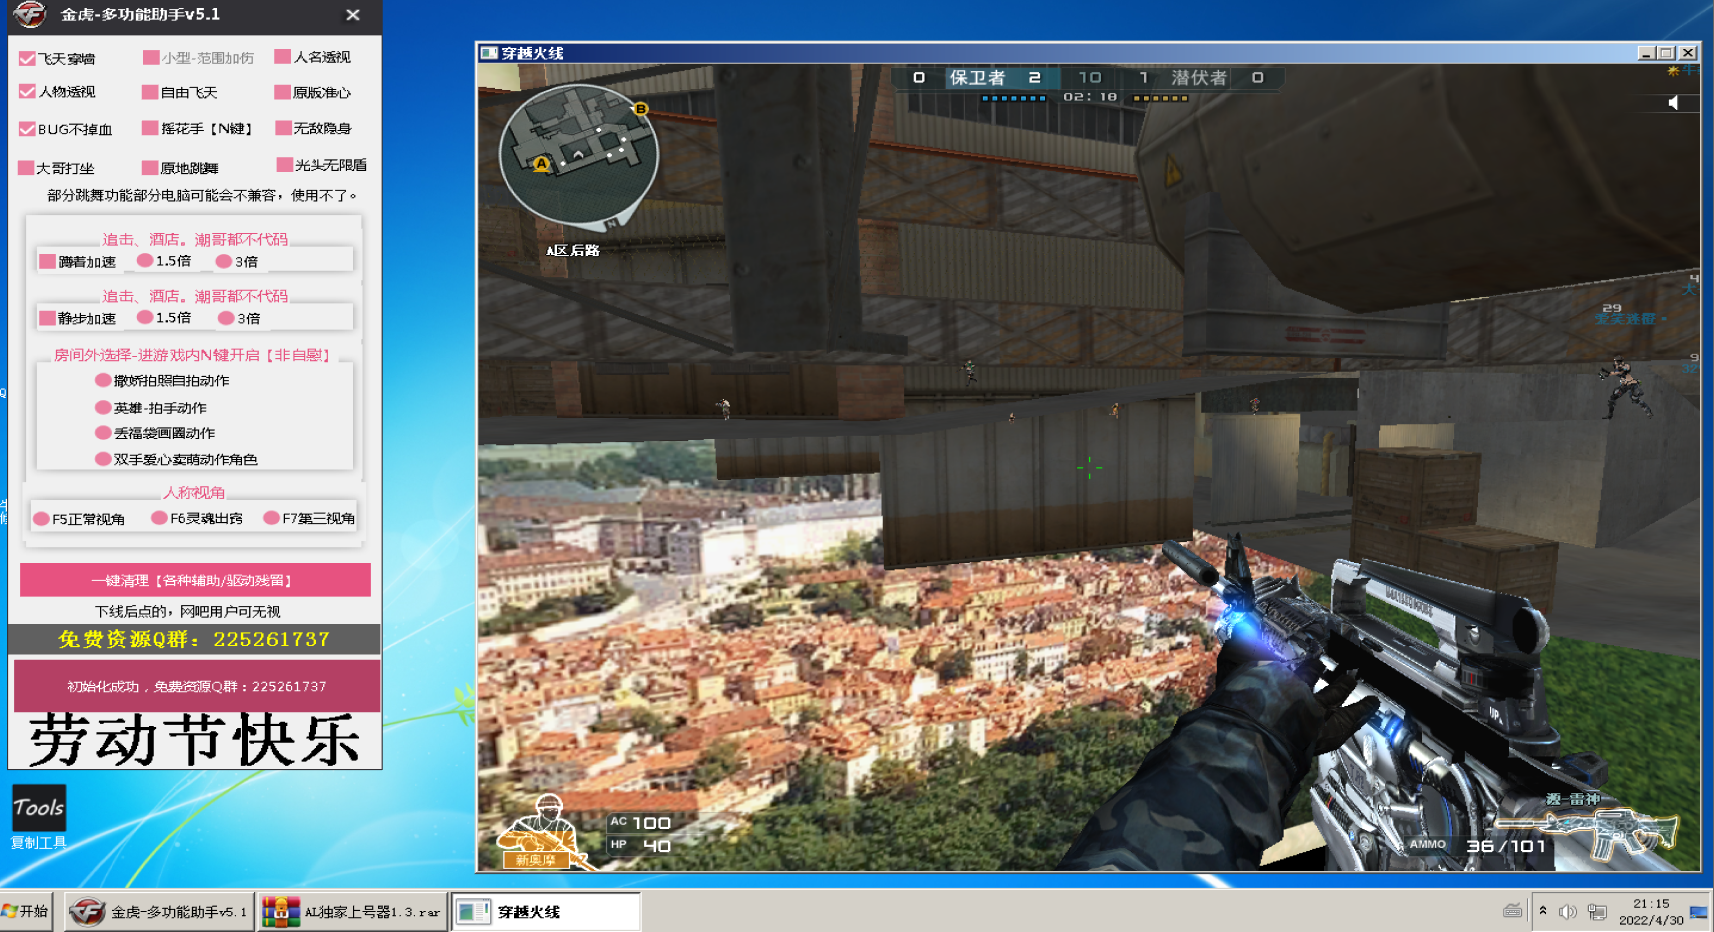 金虎-多功能助手v5.1
飞天穿墙
小型-范围加伤
人名透视
人物透视
自由飞天
原版准心
BUG不掉血
摇花手【N键】
无敌隐身
大哥打坐
原地跳舞
光头无限盾
部分跳舞功能部分电脑可能会不兼容，使用不了。
追击、酒店。潮哥都不代码
蹲着加速
1.5倍
3倍
追击、酒店。潮哥都不代码
静步加速
1.5倍
3倍
房间外选择-进游戏内N键开启【非自慰】
撒娇拍照自拍动作
英雄-拍手动作
丢福袋画圈动作
双手爱心卖萌动作角色
人称视角
F5正常视角
F6灵魂出窍
F7第三视角
一键清理【各种辅助/驱动残留】
下线后点的，网吧用户可无视
免费资源Q群：225261737
初始化成功，免费资源Q群：225261737
劳动节快乐
Tools
复制工具
穿越火线
0 保卫者 2 10 1 潜伏者 0
02:18
B
A
N
A区后路
29
AC 100
HP 40
新奥摩
源-雷神
AMMO 36/101
开始
金虎-多功能助手v5.1
AL独家上号器1.3.rar
穿越火线
21:15
2022/4/30